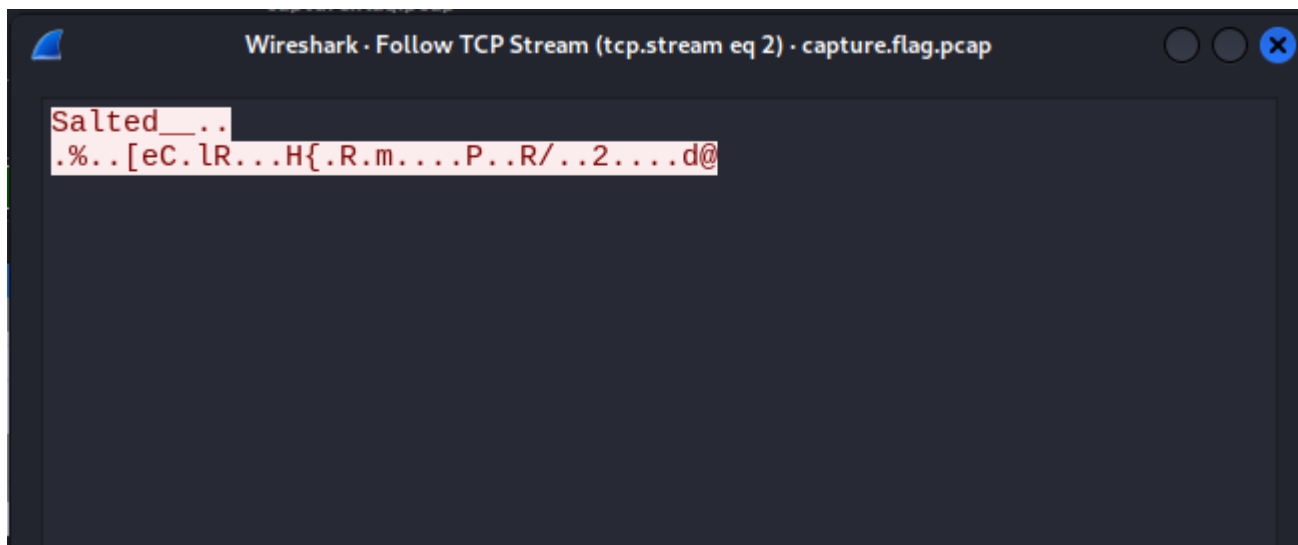 Wireshark · Follow TCP Stream (tcp.stream eq 2) · capture.flag.pcap
Salted__..
.%..[eC.lR...H{.R.m....P..R/..2....d@